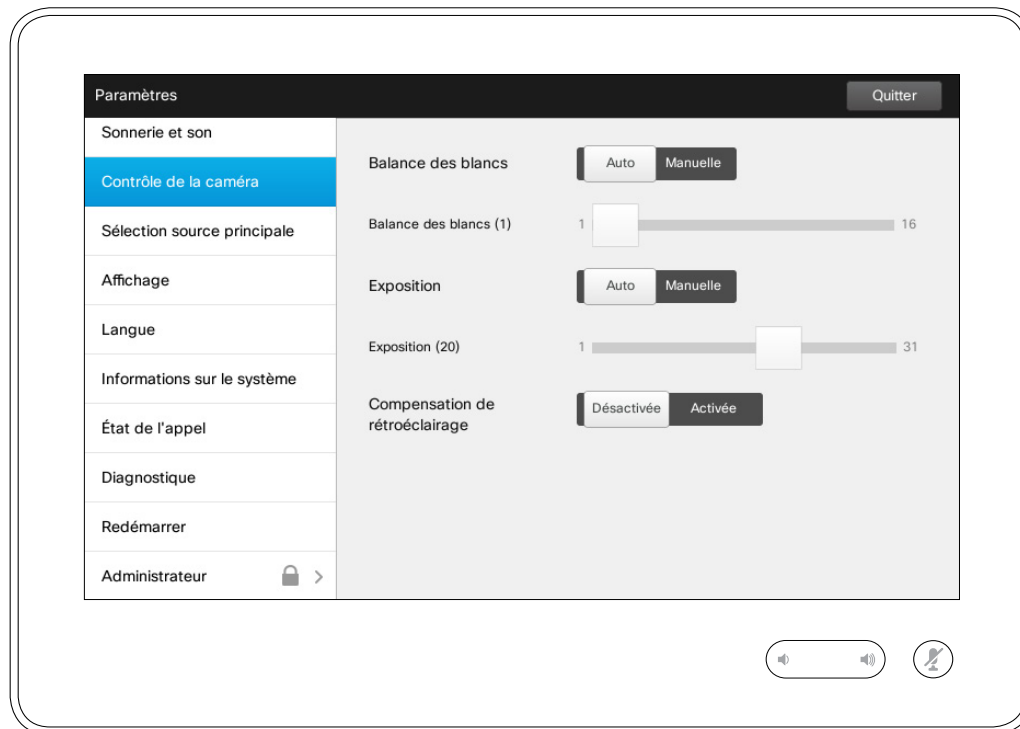 Paramètres
Quitter
Sonnerie et son
Contrôle de la caméra
Sélection source principale
Affichage
Langue
Informations sur le système
État de l'appel
Diagnostique
Redémarrer
Administrateur
Balance des blancs
Auto
Manuelle
Balance des blancs (1)
1
16
Exposition
Auto
Manuelle
Exposition (20)
1
31
Compensation de
rétroéclairage
Désactivée
Activée